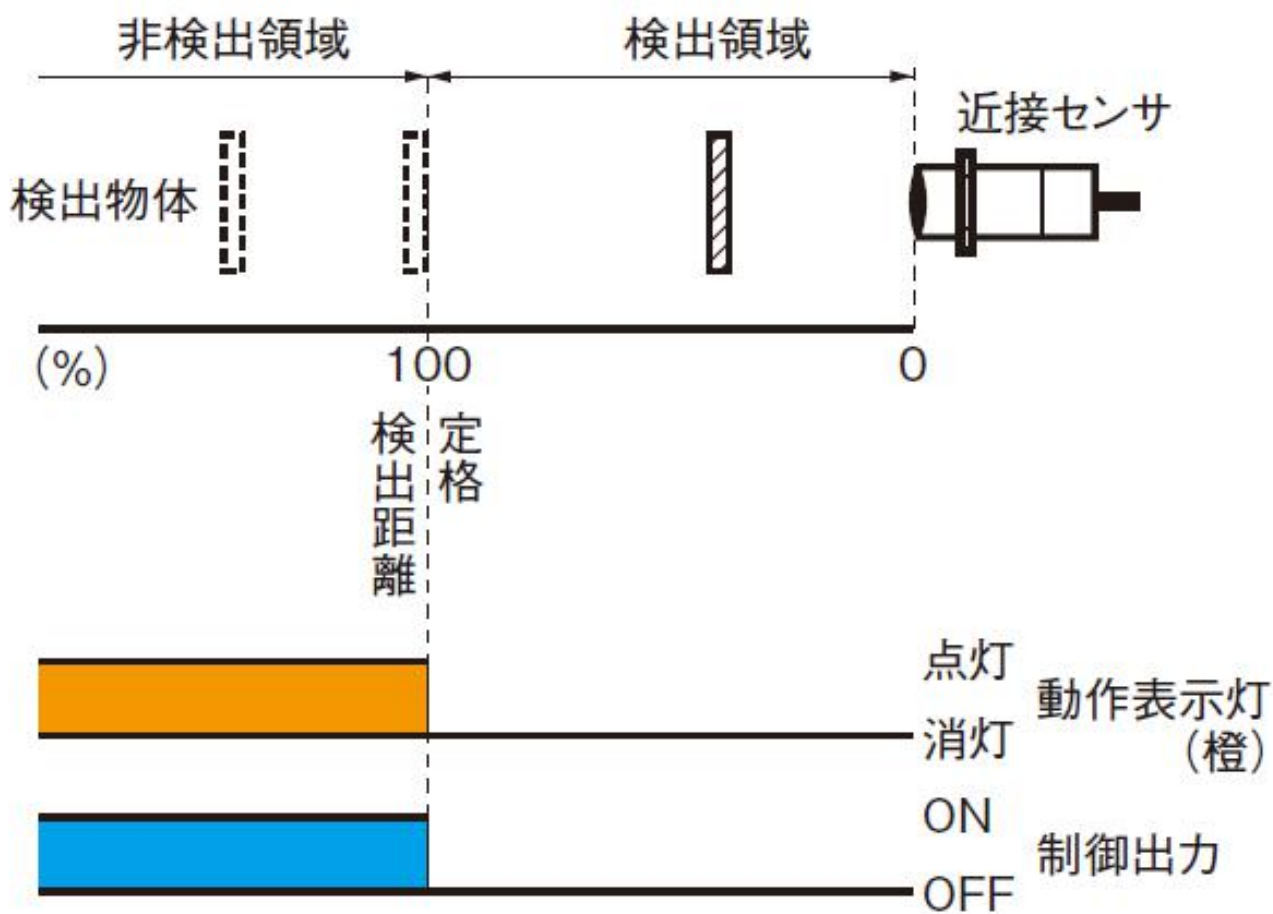 非検出領域
検出領域
近接センサ
検出物体
(%)
100
0
定格
検出距離
点灯
消灯
動作表示灯
(橙)
ON
OFF
制御出力